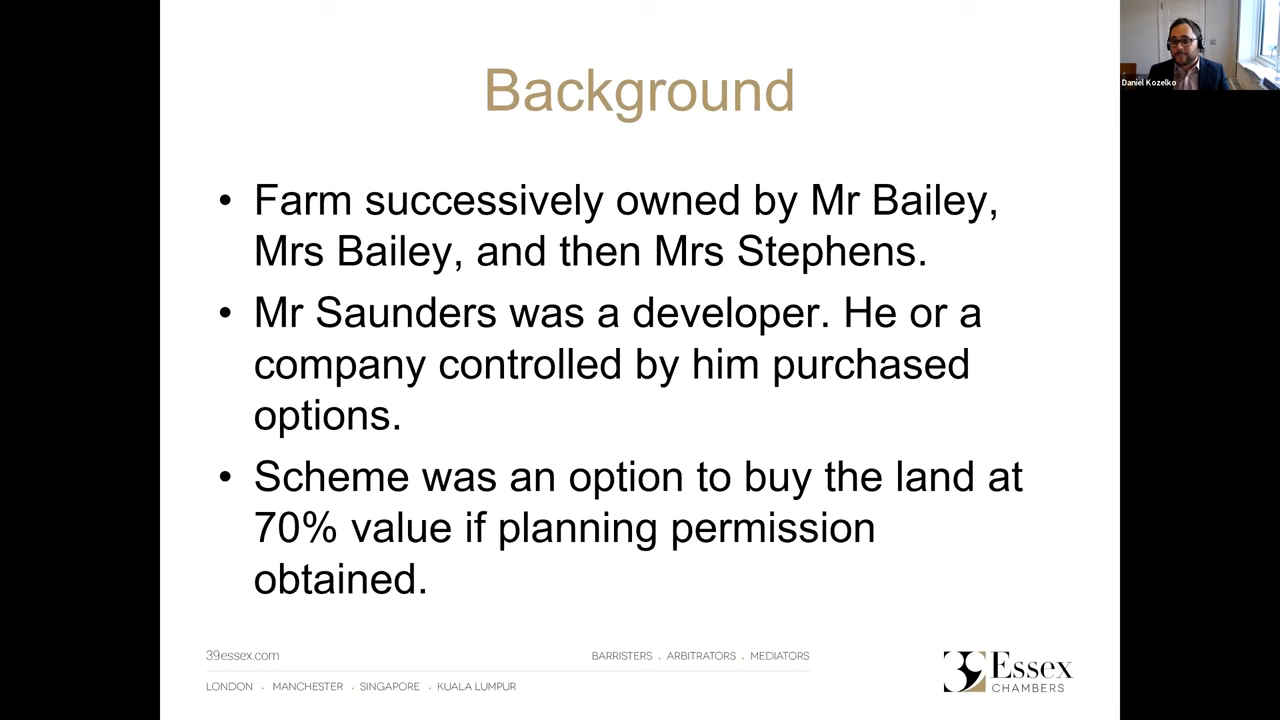 Background
• Farm successively owned by Mr Bailey,
Mrs Bailey, and then Mrs Stephens.
• Mr Saunders was a developer. He or a
company controlled by him purchased
options.
• Scheme was an option to buy the land at
70% value if planning permission
obtained.
Daniel Kozelko
39essex.com
BARRISTERS . ARBITRATORS . MEDIATORS
LONDON . MANCHESTER . SINGAPORE . KUALA LUMPUR
39 Essex
CHAMBERS